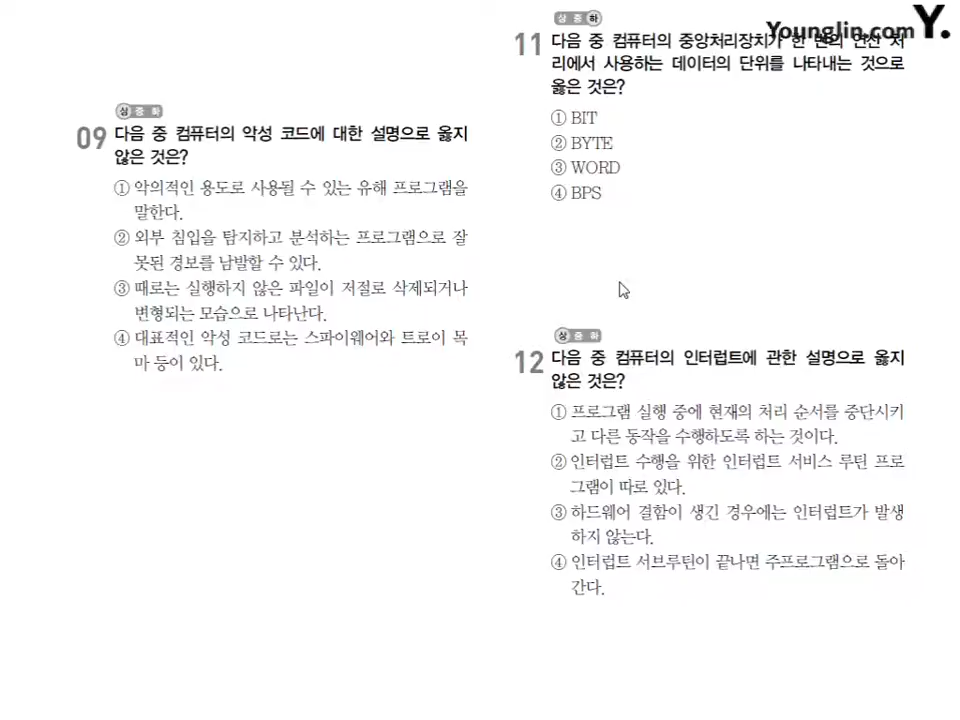 상 중 하
09 다음 중 컴퓨터의 악성 코드에 대한 설명으로 옳지
않은 것은?
① 악의적인 용도로 사용될 수 있는 유해 프로그램을
말한다.
② 외부 침입을 탐지하고 분석하는 프로그램으로 잘
못된 경보를 남발할 수 있다.
③ 때로는 실행하지 않은 파일이 저절로 삭제되거나
변형되는 모습으로 나타난다.
④ 대표적인 악성 코드로는 스파이웨어와 트로이 목
마 등이 있다.
Younglin.com Y.
상 중 하
11 다음 중 컴퓨터의 중앙처리장치가 한 번의 연산 처
리에서 사용하는 데이터의 단위를 나타내는 것으로
옳은 것은?
① BIT
② BYTE
③ WORD
④ BPS
상 중 하
12 다음 중 컴퓨터의 인터럽트에 관한 설명으로 옳지
않은 것은?
① 프로그램 실행 중에 현재의 처리 순서를 중단시키
고 다른 동작을 수행하도록 하는 것이다.
② 인터럽트 수행을 위한 인터럽트 서비스 루틴 프로
그램이 따로 있다.
③ 하드웨어 결함이 생긴 경우에는 인터럽트가 발생
하지 않는다.
④ 인터럽트 서브루틴이 끝나면 주프로그램으로 돌아
간다.